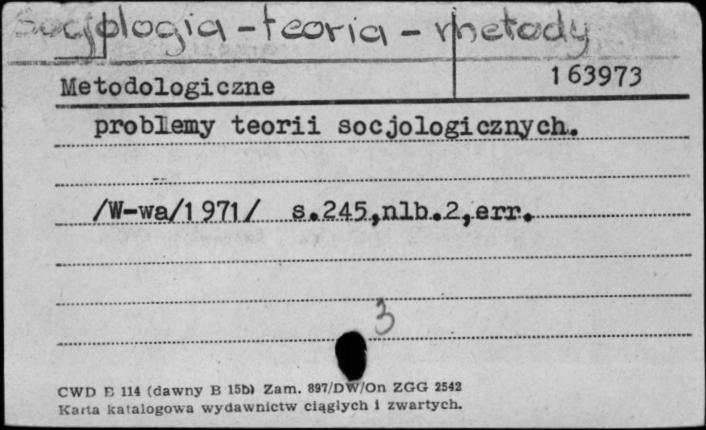 Socjologia - teoria - metody
163973
Metodologiczne
problemy teorii socjologicznych.
/W-wa/1971/ s.245,nlb.2,err.
3
CWD B 114 (dawny B 15b) Zam. 897/DW/On ZGG 2542
Karta katalogowa wydawnictw ciągłych i zwartych.